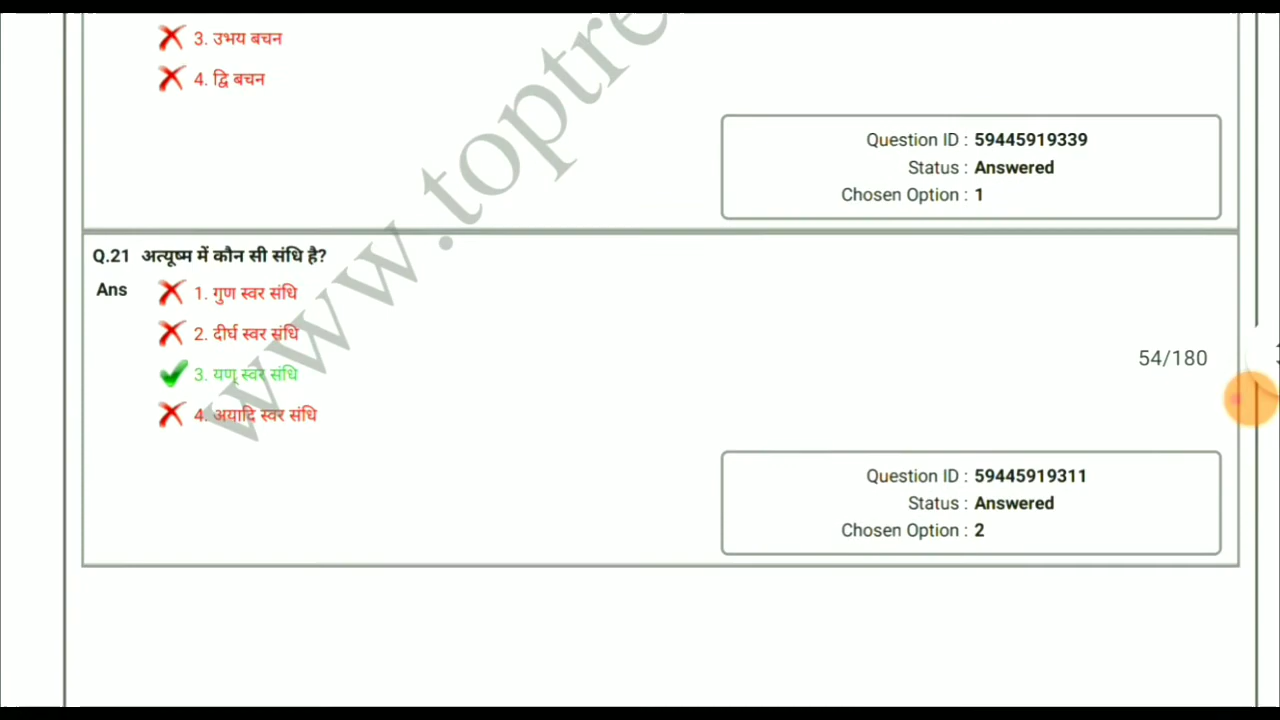 3. उभय बचन
4. द्वि बचन
Question ID : 59445919339
Status : Answered
Chosen Option : 1
Q.21 अत्यूष्म में कौन सी संधि है?
Ans 1. गुण स्वर संधि
2. दीर्घ स्वर संधि
3. यण् स्वर संधि
4. अयादि स्वर संधि
54/180
Question ID : 59445919311
Status : Answered
Chosen Option : 2
www.toptre